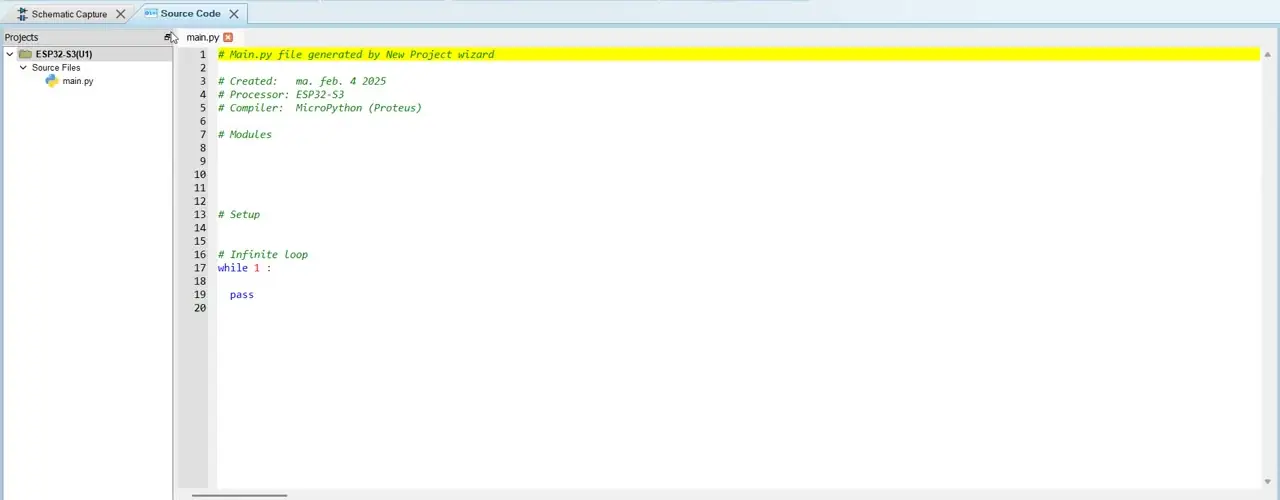 Schematic Capture
Source Code
Projects
main.py
ESP32-S3(U1)
Source Files
main.py
1 # Main.py file generated by New Project wizard
2
3 # Created:   ma. feb. 4 2025
4 # Processor: ESP32-S3
5 # Compiler:  MicroPython (Proteus)
6
7 # Modules
8
9
10
11
12
13 # Setup
14
15
16 # Infinite loop
17 while 1 :
18
19   pass
20